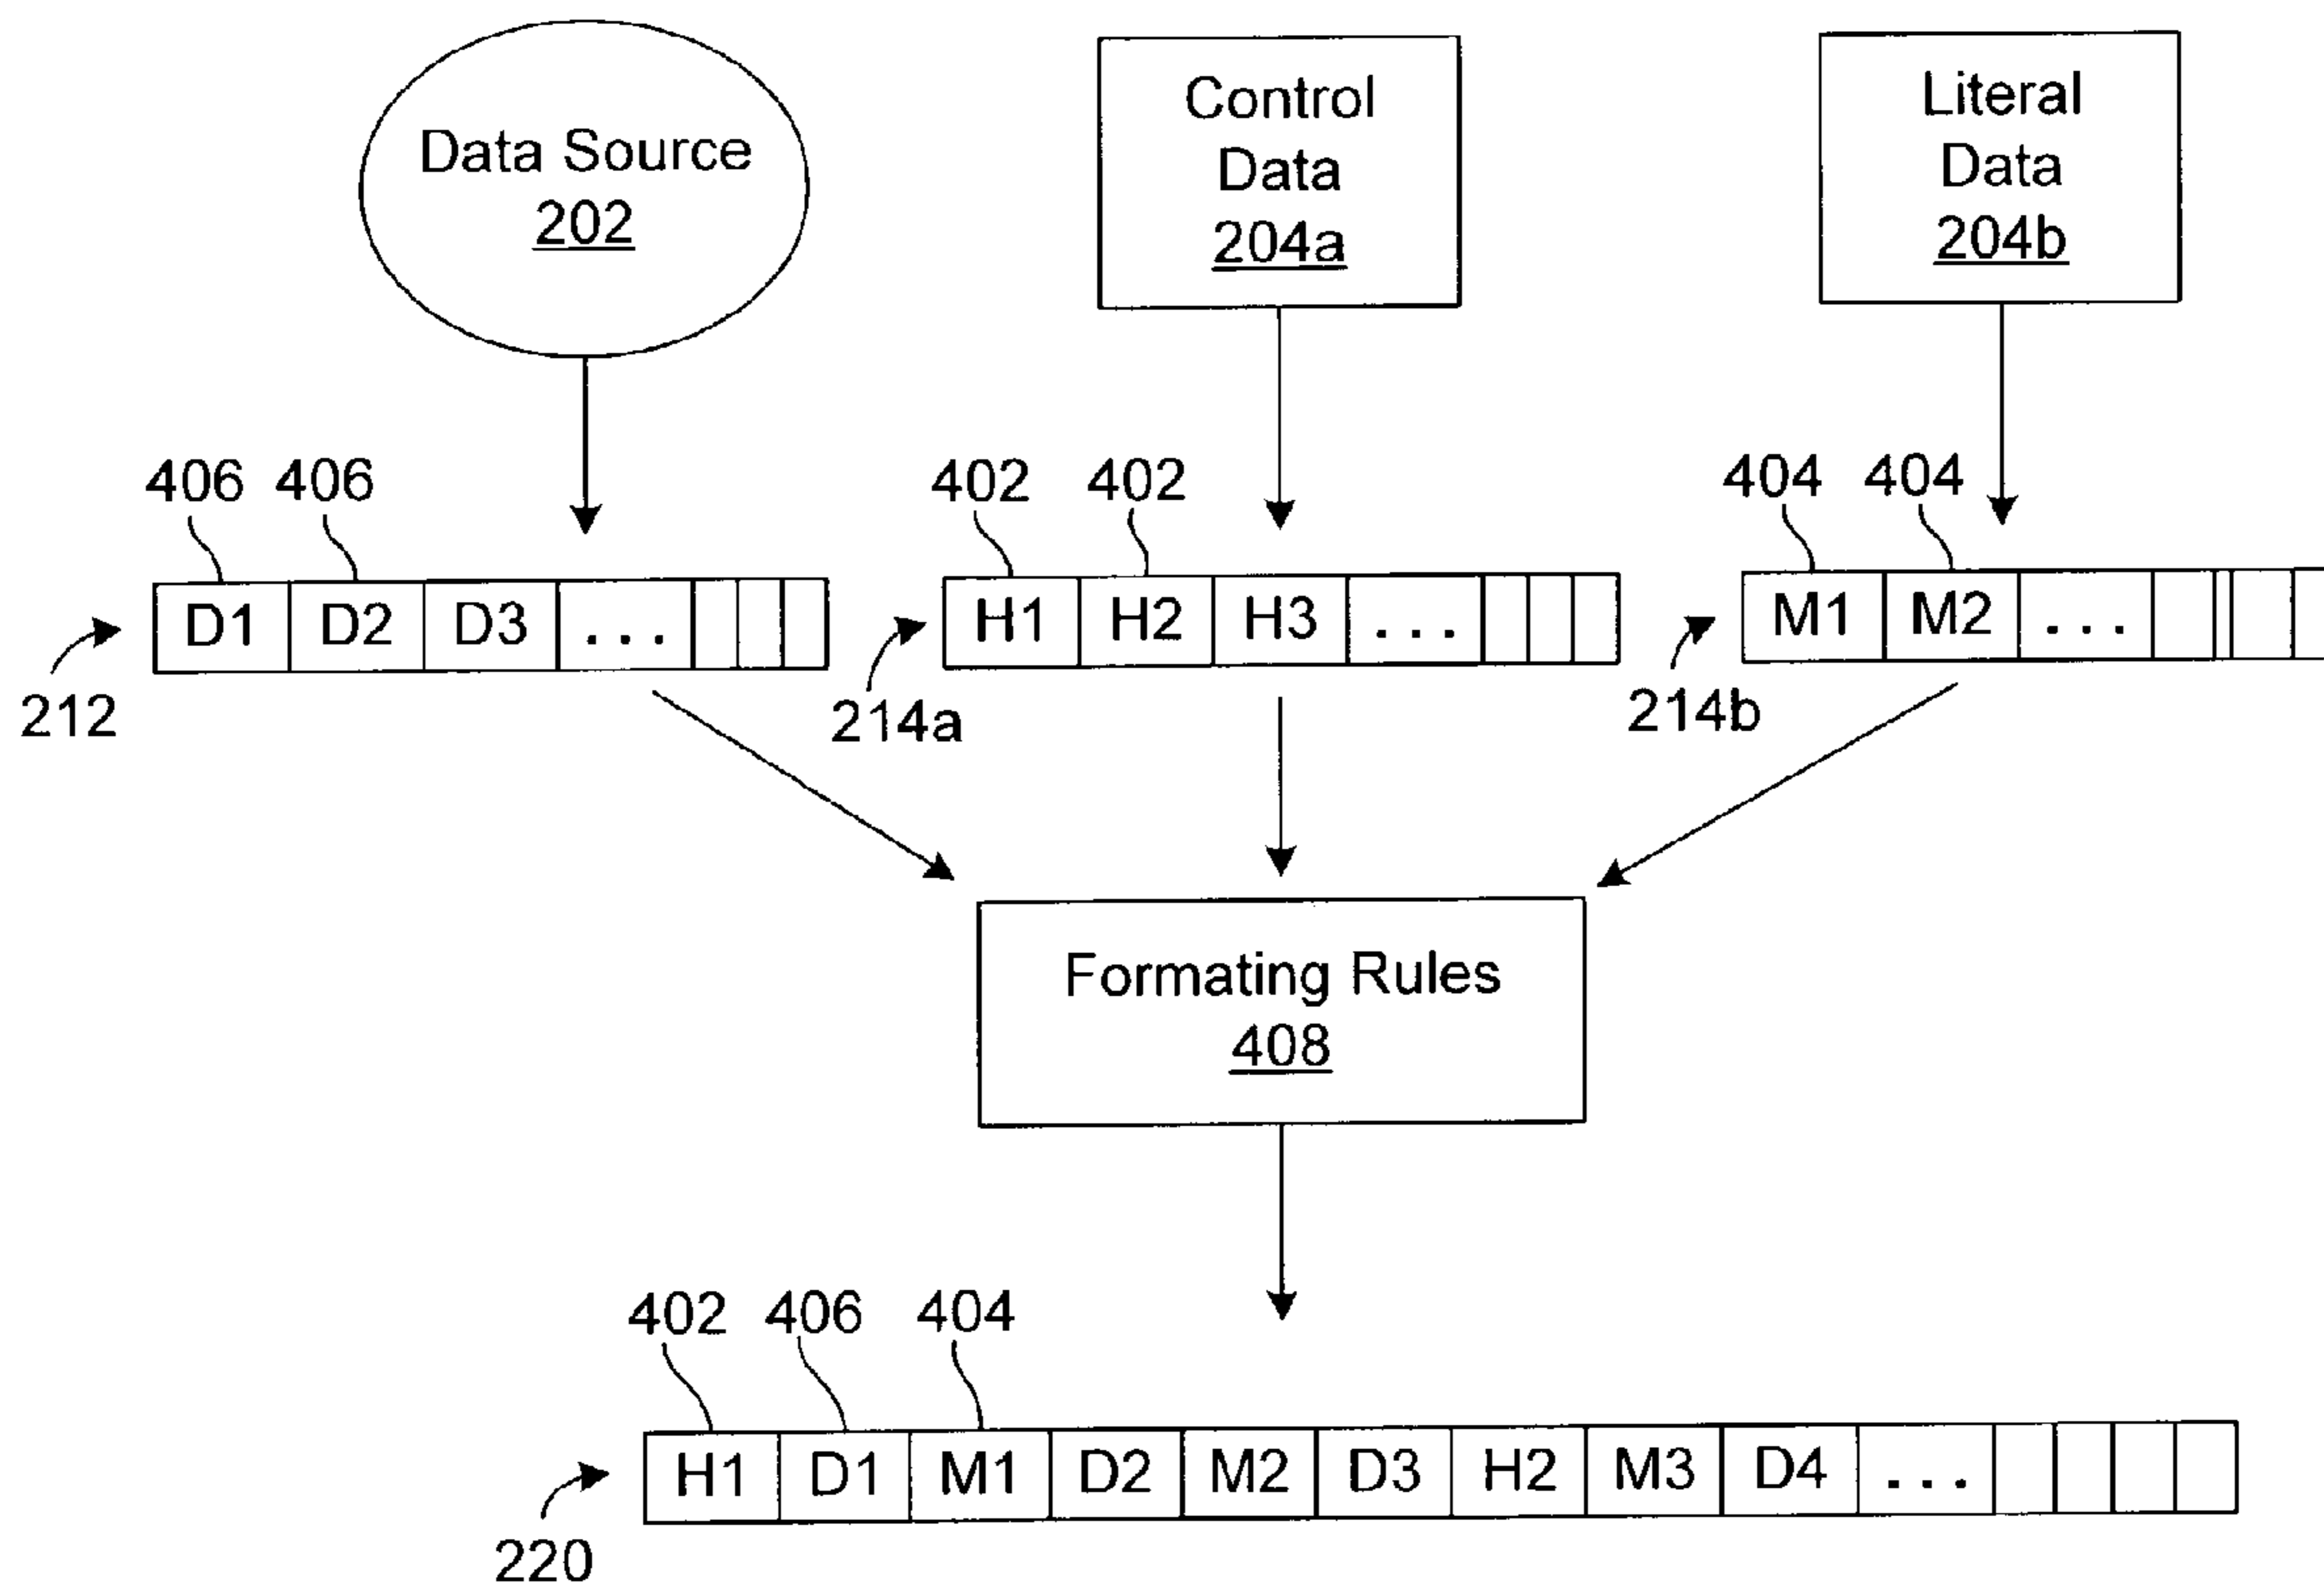 Data Source
202
Control
Data
204a
Literal
Data
204b
406 406
402 402
404 404
D1 D2 D3 ...
H1 H2 H3 ...
M1 M2 ...
212
214a
214b
Formating Rules
408
402 406 404
H1 D1 M1 D2 M2 D3 H2 M3 D4 ...
220